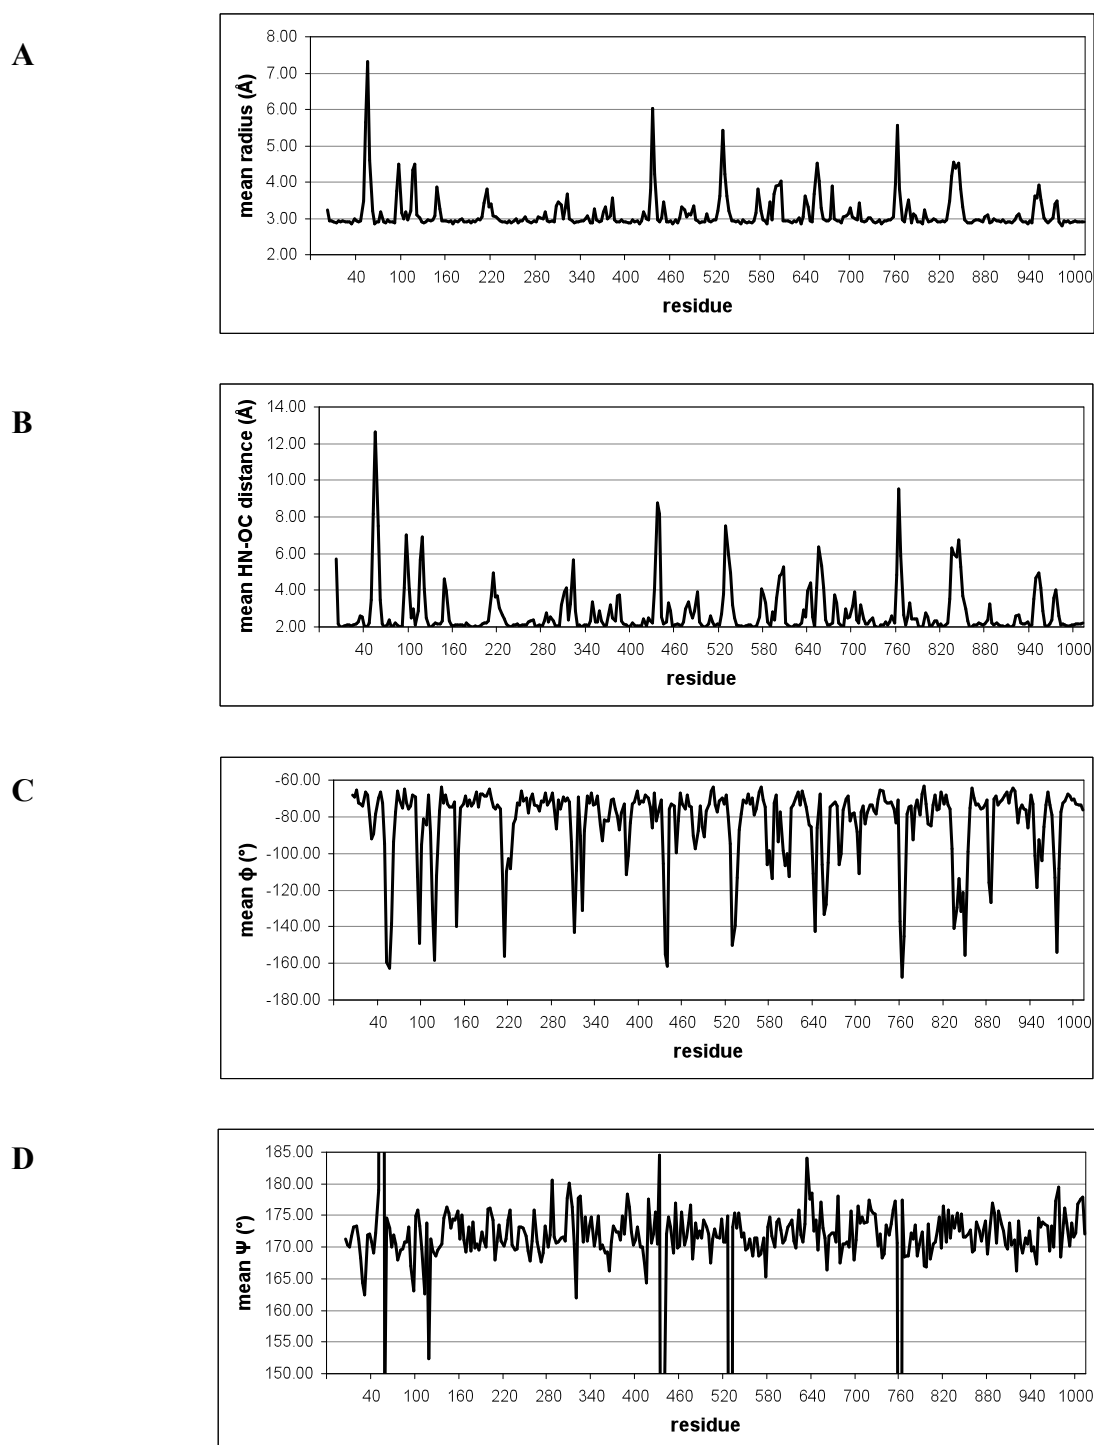 A
mean radius (Å)
8.00
7.00
6.00
5.00
4.00
3.00
2.00
40 100 160 220 280 340 400 460 520 580 640 700 760 820 880 940 1000
residue
B
mean HN-OC distance (Å)
14.00
12.00
10.00
8.00
6.00
4.00
2.00
40 100 160 220 280 340 400 460 520 580 640 700 760 820 880 940 1000
residue
C
mean ϕ (°)
-60.00
-80.00
-100.00
-120.00
-140.00
-160.00
-180.00
40 100 160 220 280 340 400 460 520 580 640 700 760 820 880 940 1000
residue
D
mean Ψ (°)
185.00
180.00
175.00
170.00
165.00
160.00
155.00
150.00
40 100 160 220 280 340 400 460 520 580 640 700 760 820 880 940 1000
residue